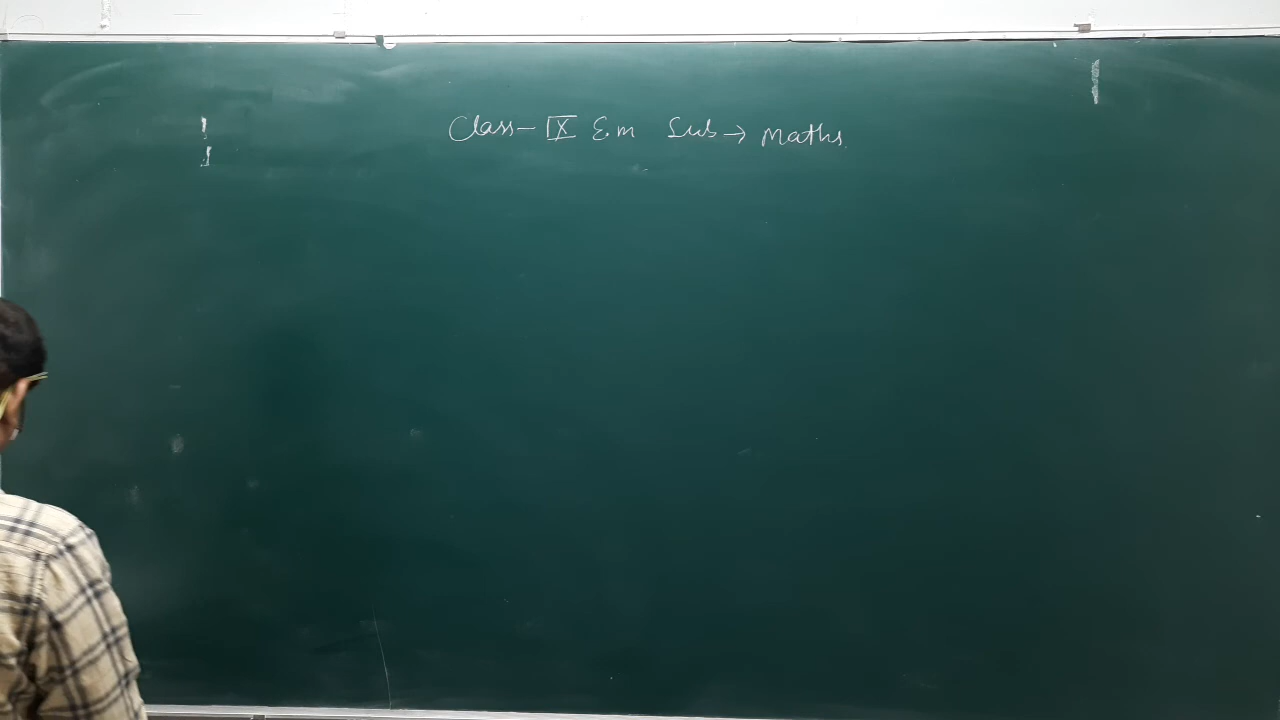 Class- IX E.m Sub → Maths.